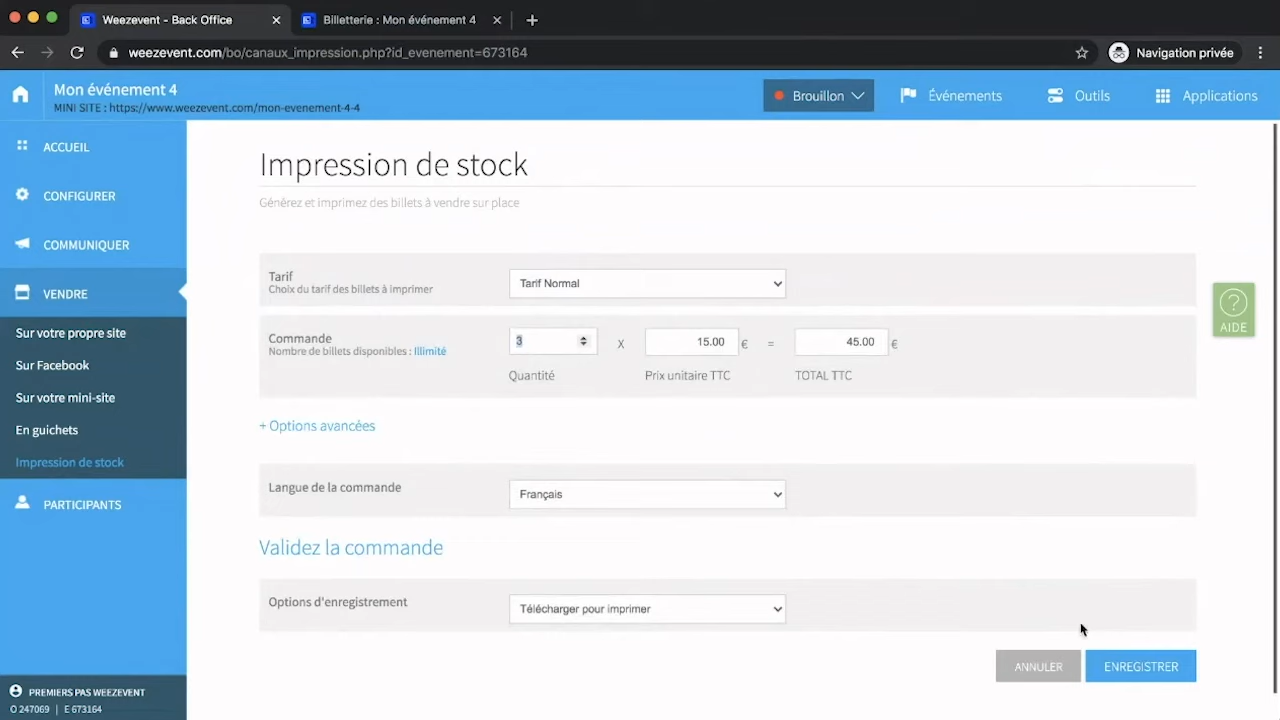 Weezevent - Back Office
Billetterie : Mon événement 4
weezevent.com/bo/canaux_impression.php?id_evenement=673164
Navigation privée
Mon événement 4
MINI SITE : https://www.weezevent.com/mon-evenement-4-4
Brouillon
Événements
Outils
Applications
ACCUEIL
CONFIGURER
COMMUNIQUER
VENDRE
Sur votre propre site
Sur Facebook
Sur votre mini-site
En guichets
Impression de stock
PARTICIPANTS
PREMIERS PAS WEEZEVENT
O 247069 | E 673164
Impression de stock
Générez et imprimez des billets à vendre sur place
Tarif
Choix du tarif des billets à imprimer
Tarif Normal
Commande
Nombre de billets disponibles : Illimité
3 X 15.00 € = 45.00 €
Quantité Prix unitaire TTC TOTAL TTC
+ Options avancées
Langue de la commande
Français
Validez la commande
Options d'enregistrement
Télécharger pour imprimer
ANNULER
ENREGISTRER
?
AIDE